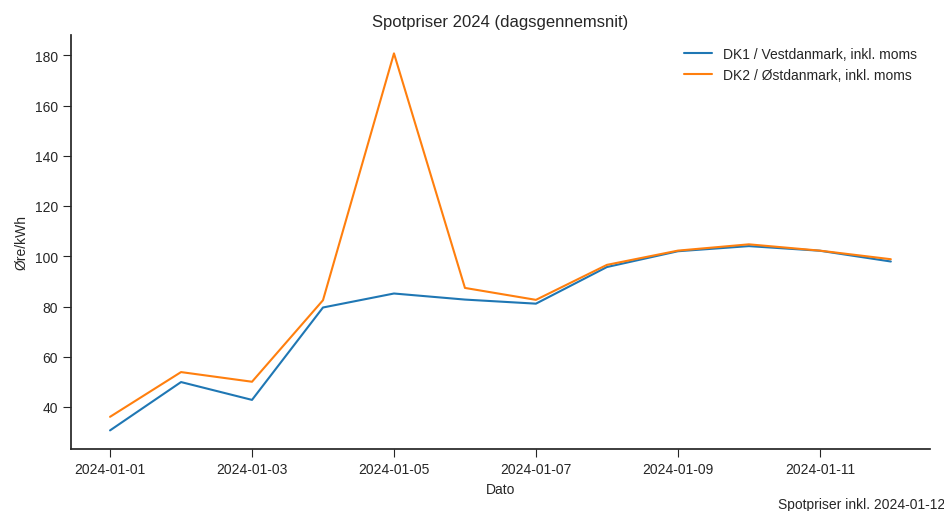 Spotpriser 2024 (dagsgennemsnit)
DK1 / Vestdanmark, inkl. moms
DK2 / Østdanmark, inkl. moms
Øre/kWh
180
160
140
120
100
80
60
40
2024-01-01 2024-01-03 2024-01-05 2024-01-07 2024-01-09 2024-01-11
Dato
Spotpriser inkl. 2024-01-12